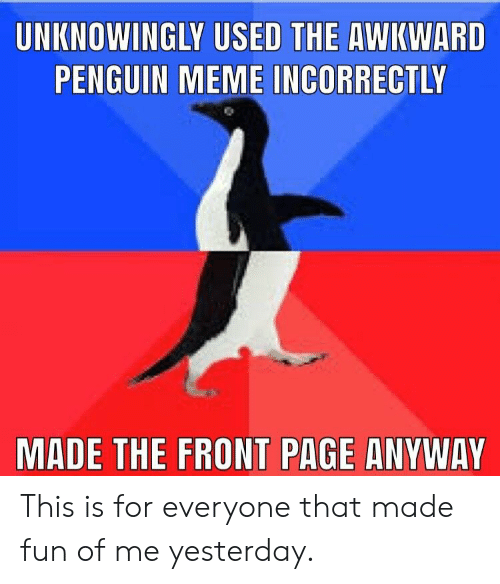 UNKNOWINGLY USED THE AWKWARD
PENGUIN MEME INCORRECTLY
MADE THE FRONT PAGE ANYWAY
This is for everyone that made
fun of me yesterday.